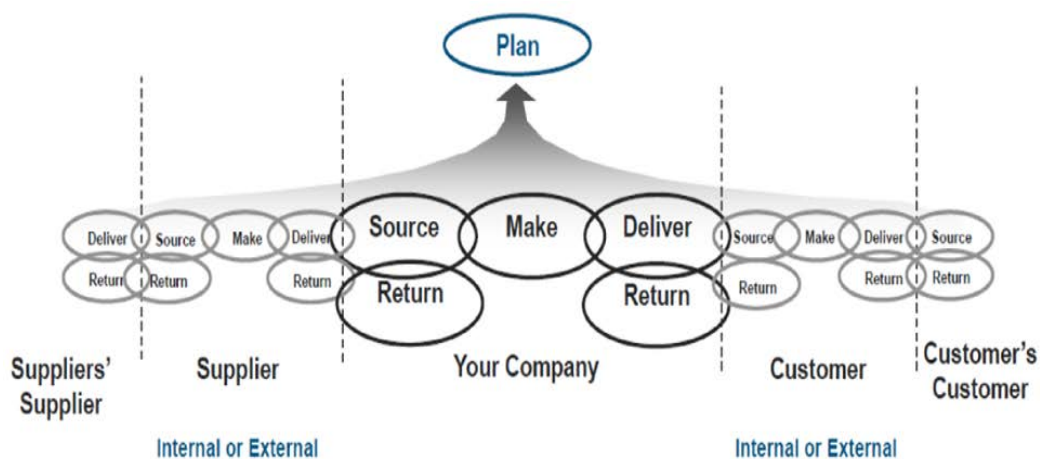 Plan
Deliver Source Make Deliver Source Make Deliver Source Make Deliver Source
Return Return Return Return Return Return Return Return
Suppliers' Supplier Your Company Customer Customer's
Supplier Customer
Internal or External Internal or External